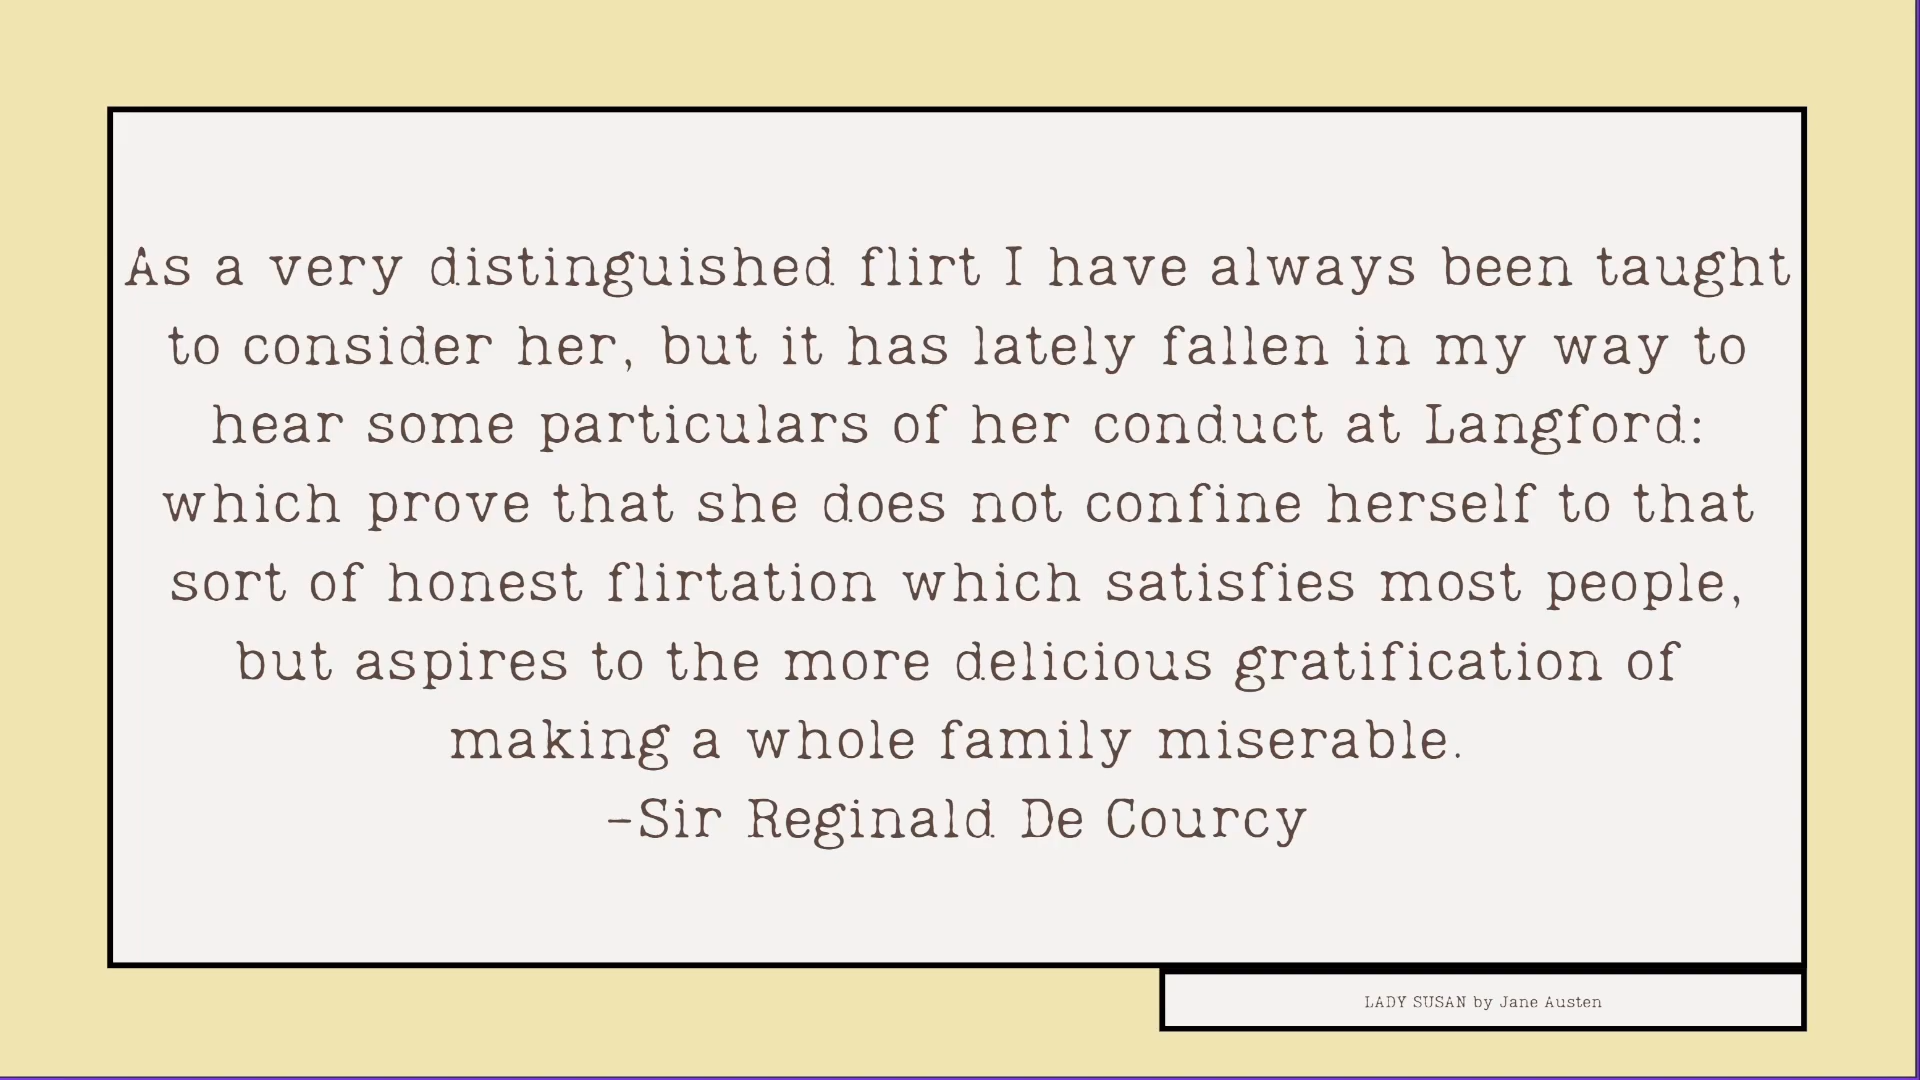 As a very distinguished flirt I have always been taught
to consider her, but it has lately fallen in my way to
hear some particulars of her conduct at Langford:
which prove that she does not confine herself to that
sort of honest flirtation which satisfies most people,
but aspires to the more delicious gratification of
making a whole family miserable.
-Sir Reginald De Courcy
LADY SUSAN by Jane Austen